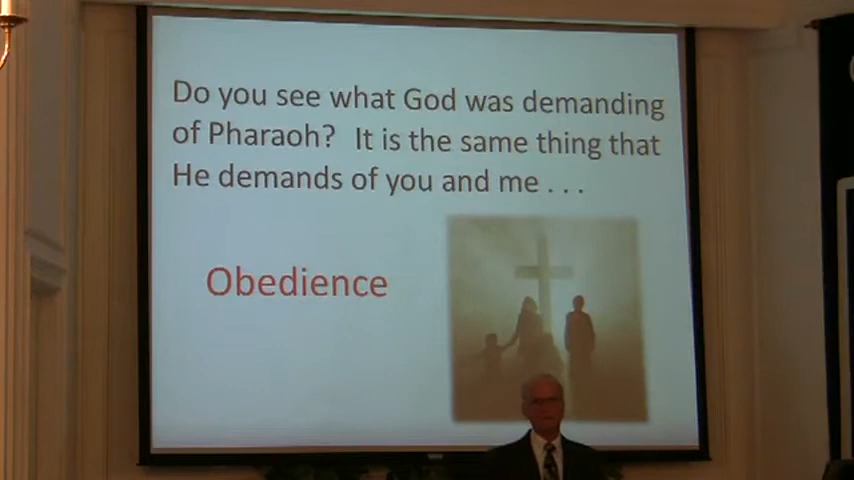 Do you see what God was demanding
of Pharaoh? It is the same thing that
He demands of you and me . . .
Obedience